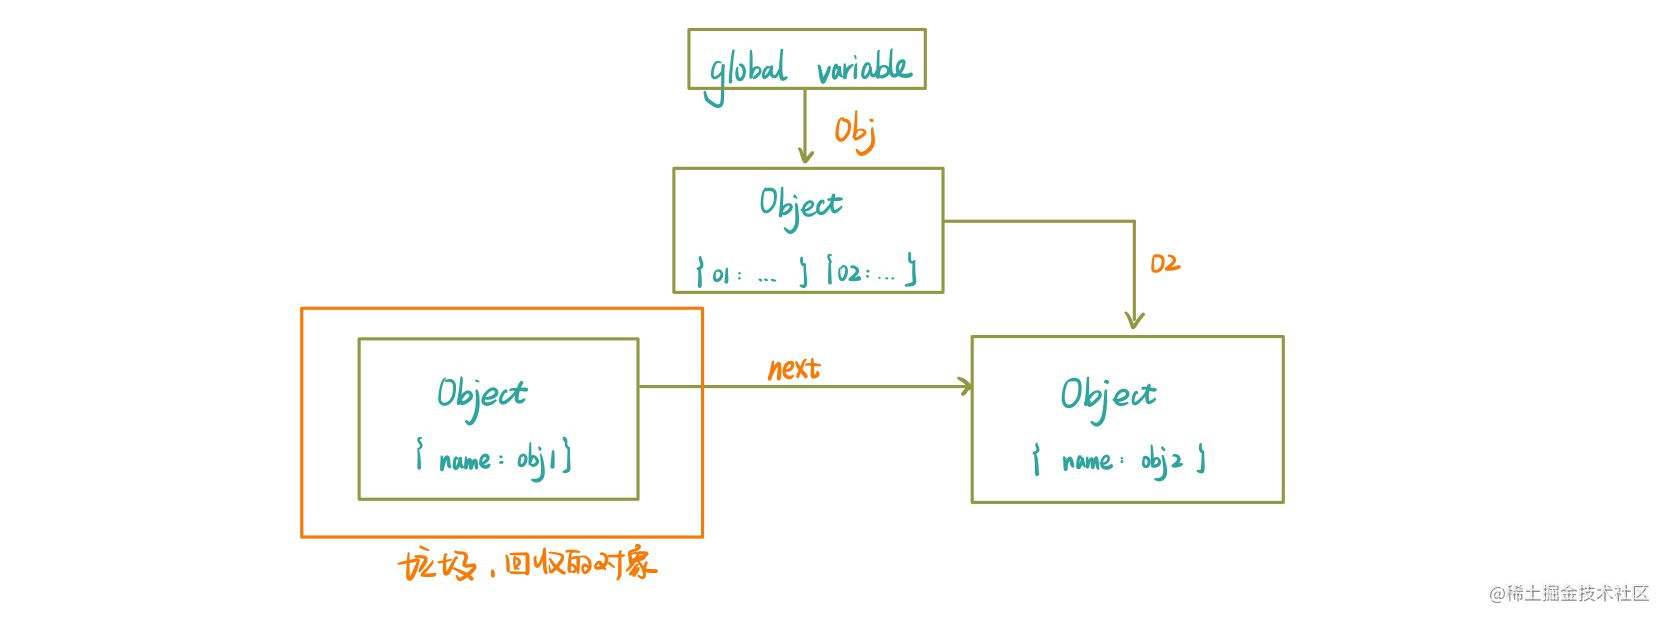 global variable
Obj
Object
{ o1 : ... } { o2 : ... }
o2
next
Object
{ name : obj1 }
Object
{ name : obj2 }
垃圾.回收的对象
@稀土掘金技术社区